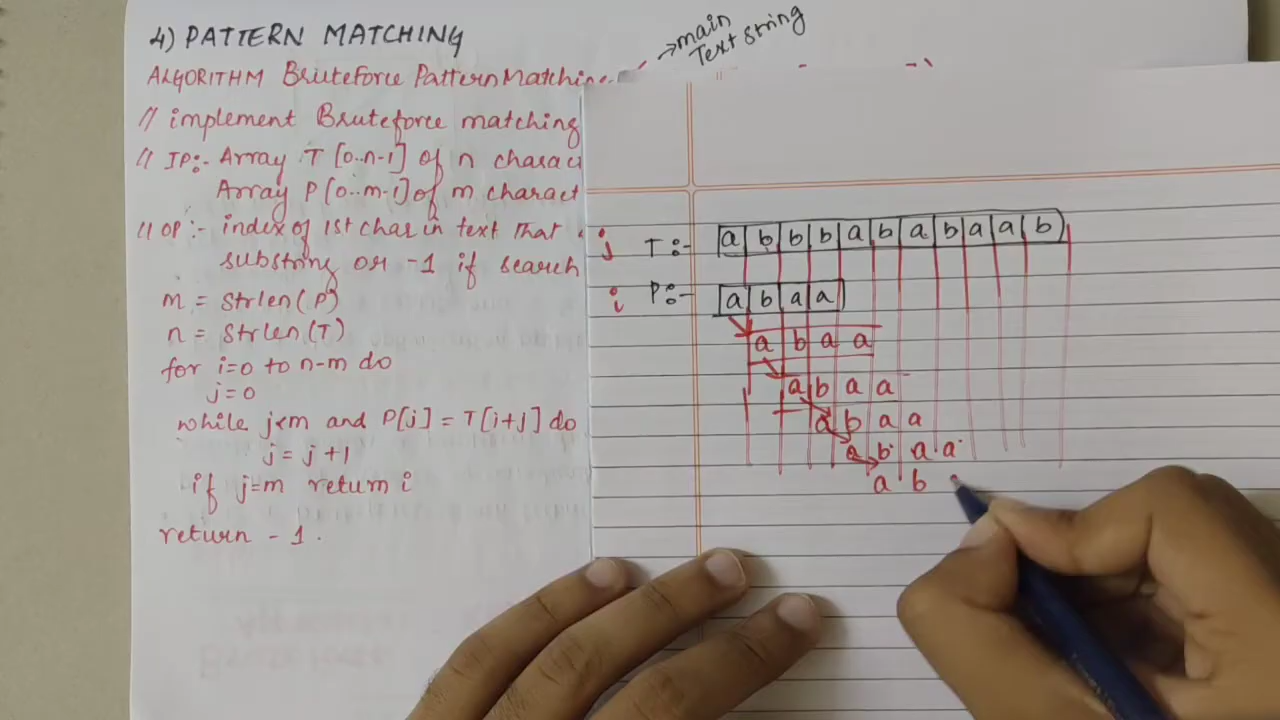 4) PATTERN MATCHING
→main
Text string
ALGORITHM Bruteforce Pattern Matching
// implement Bruteforce matching
// IP:- Array T [0..n-1] of n charac
Array P [0..m-1] of m charact
// OP:- index of 1st char in text that
substring or -1 if search
m = strlen(P)
n = strlen(T)
for i=0 to n-m do
j=0
while j<m and P[j] = T[i+j] do
j = j+1
if j=m return i
return -1.
j T:- a b b b a b a b a a b
i P:- a b a a
a b a a
a b a a
a b a a
a b a a
a b